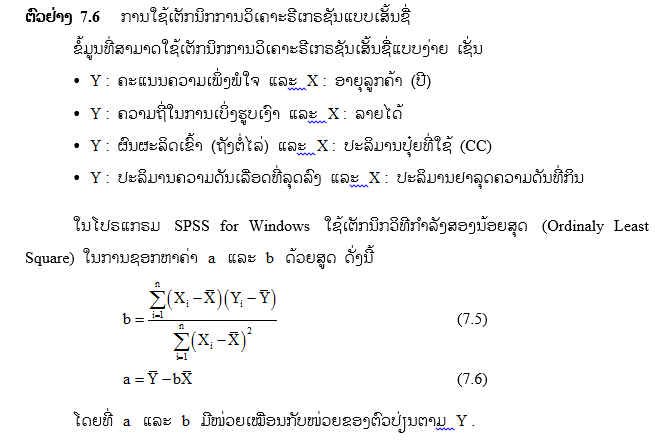 ຕົວຢ່າງ 7.6 ການໃຊ້ເຕັກນິກການວິເຄາະຣີເກຣຊັນແບບເສັ້ນຊື່
ຂໍ້ມູນທີ່ສາມາດໃຊ້ເຕັກນິກການວິເຄາະຣີເກຣຊັນເສັ້ນຊື່ແບບງ່າຍ ເຊັ່ນ
• Y : ຄະແນນຄວາມເພິ່ງພໍໃຈ ແລະ X : ອາຍຸລູກຄ້າ (ປີ)
• Y : ຄວາມຖີ່ໃນການເບິ່ງຮູບເງົາ ແລະ X : ລາຍໄດ້
• Y : ຜົນຜະລິດເຂົ້າ (ຖັງຕໍ່ໄລ່) ແລະ X : ປະລິມານປຸ໋ຍທີ່ໃຊ້ (CC)
• Y : ປະລິມານຄວາມດັນເລືອດທີ່ລຸດລົງ ແລະ X : ປະລິມານຢາລຸດຄວາມດັນທີ່ກິນ
ໃນໂປຣແກຣມ SPSS for Windows ໃຊ້ເຕັກນິກວິທີກຳລັງສອງນ້ອຍສຸດ (Ordinaly Least
Square) ໃນການຊອກຫາຄ່າ a ແລະ b ດ້ວຍສູດ ດັ່ງນີ້
b = \frac{\sum_{i=1}^{n}(X_i − X̄)(Y_i − Ȳ)}{\sum_{i=1}^{n}(X_i − X̄)^2} (7.5)
a = Ȳ − bX̄ (7.6)
ໂດຍທີ່ a ແລະ b ມີໜ່ວຍເໝືອນກັບໜ່ວຍຂອງຕົວປ່ຽນຕາມ Y .